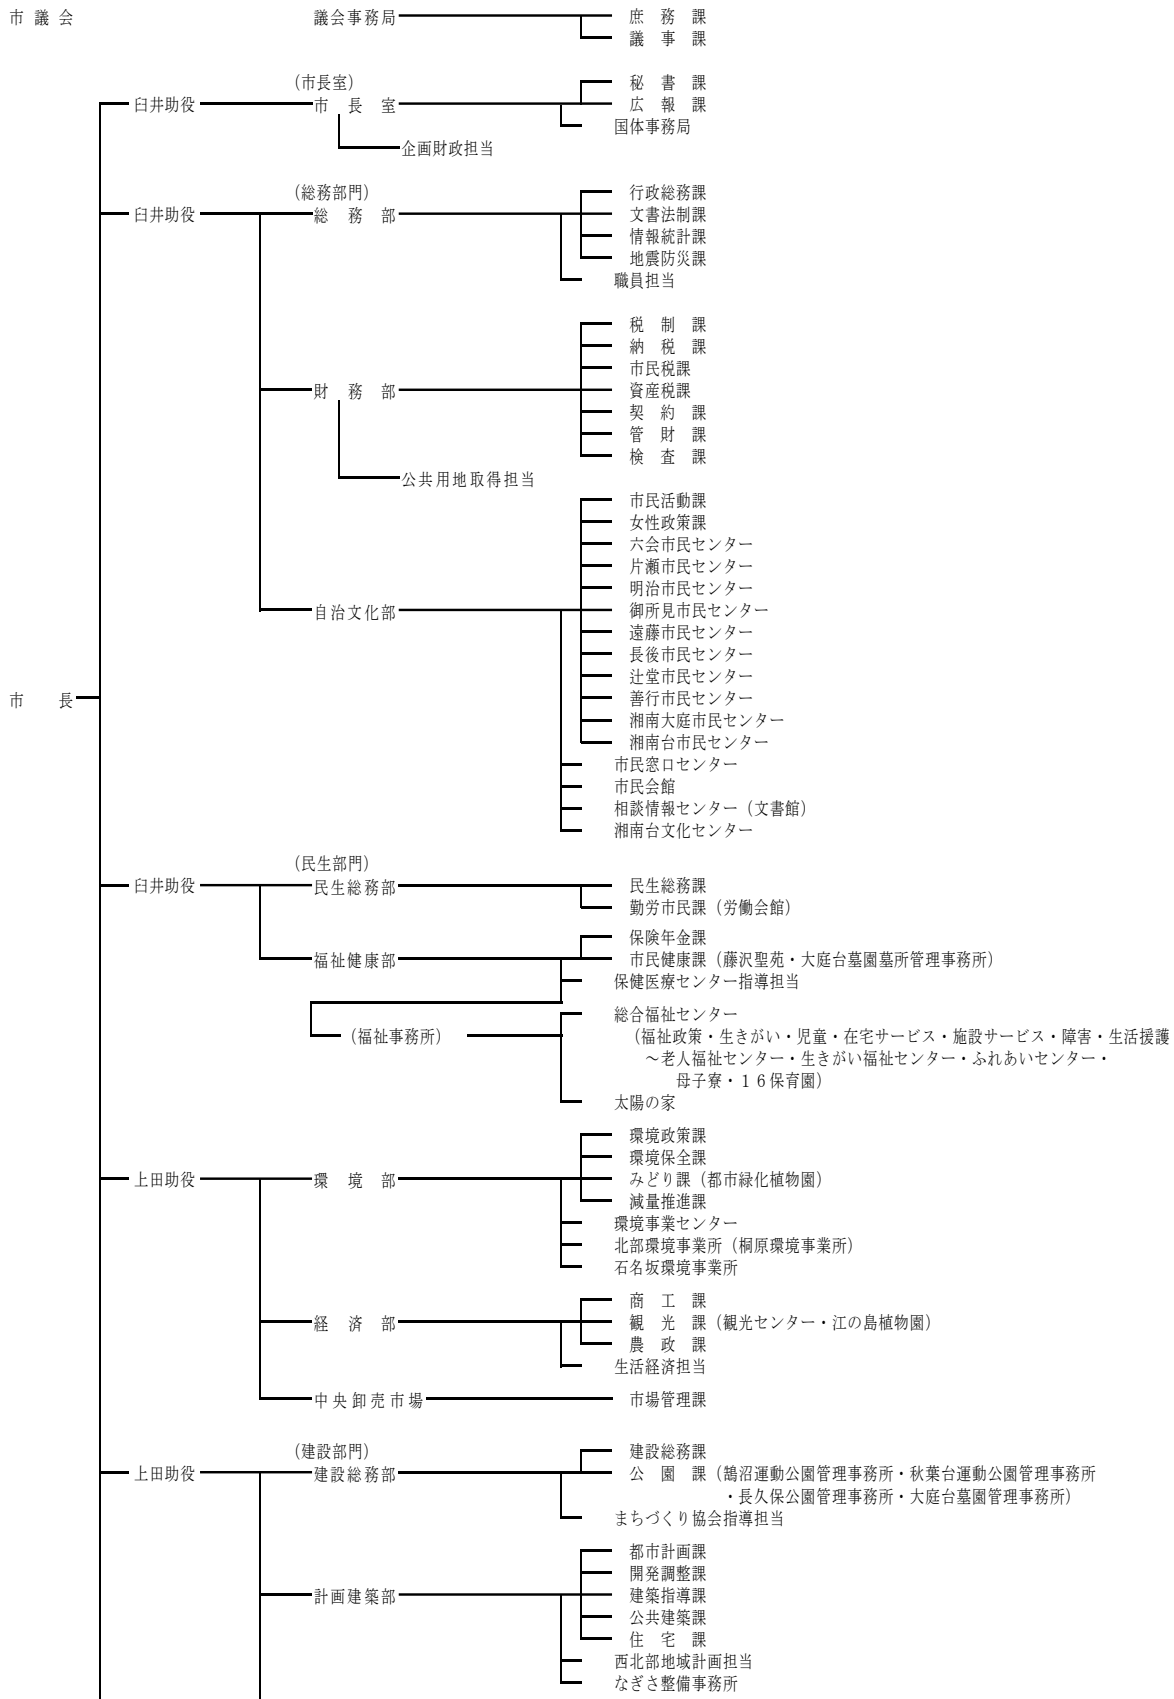 市議会 議会事務局 庶務課
議事課
（市長室） 秘書課
臼井助役 市長室 広報課
国体事務局
企画財政担当
（総務部門） 行政総務課
臼井助役 総務部 文書法制課
情報統計課
地震防災課
職員担当
税制課
納税課
市民税課
財務部 資産税課
契約課
管財課
検査課
公共用地取得担当
市民活動課
女性政策課
六会市民センター
片瀬市民センター
明治市民センター
自治文化部 御所見市民センター
遠藤市民センター
長後市民センター
辻堂市民センター
市長 善行市民センター
湘南大庭市民センター
湘南台市民センター
市民窓口センター
市民会館
相談情報センター（文書館）
湘南台文化センター
（民生部門）
臼井助役 民生総務部 民生総務課
勤労市民課（労働会館）
保険年金課
福祉健康部 市民健康課（藤沢聖苑・大庭台墓園墓所管理事務所）
保健医療センター指導担当
総合福祉センター
（福祉事務所） （福祉政策・生きがい・児童・在宅サービス・施設サービス・障害・生活援護
～老人福祉センター・生きがい福祉センター・ふれあいセンター・
母子寮・１６保育園）
太陽の家
環境政策課
環境保全課
上田助役 環境部 みどり課（都市緑化植物園）
減量推進課
環境事業センター
北部環境事業所（桐原環境事業所）
石名坂環境事業所
商工課
経済部 観光課（観光センター・江の島植物園）
農政課
生活経済担当
中央卸売市場 市場管理課
（建設部門） 建設総務課
上田助役 建設総務部 公園課（鵠沼運動公園管理事務所・秋葉台運動公園管理事務所
・長久保公園管理事務所・大庭台墓園管理事務所）
まちづくり協会指導担当
都市計画課
開発調整課
計画建築部 建築指導課
公共建築課
住宅課
西北部地域計画担当
なぎさ整備事務所